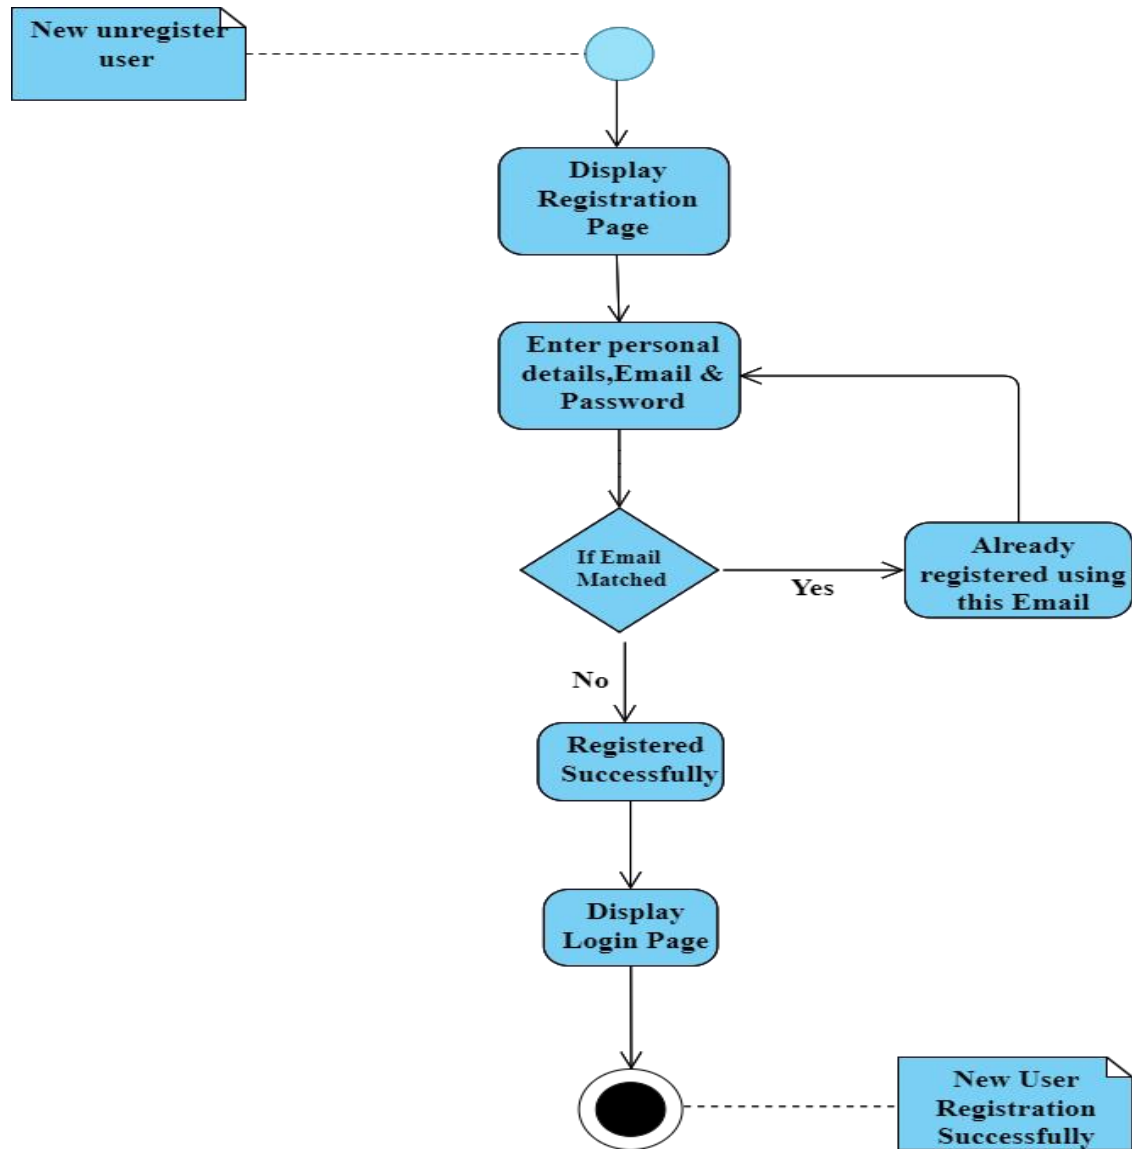 New unregister
user
Display
Registration
Page
Enter personal
details,Email &
Password
If Email
Matched
Yes
Already
registered using
this Email
No
Registered
Successfully
Display
Login Page
New User
Registration
Successfully